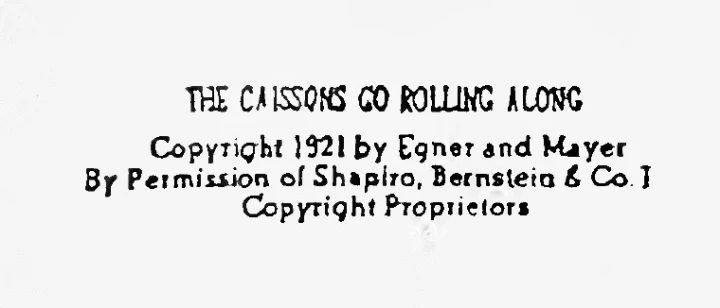 THE CAISSONS GO ROLLING ALONG
Copyright 1921 by Egner and Mayer
By Permission of Shapiro, Bernstein & Co. I
Copyright Proprietors